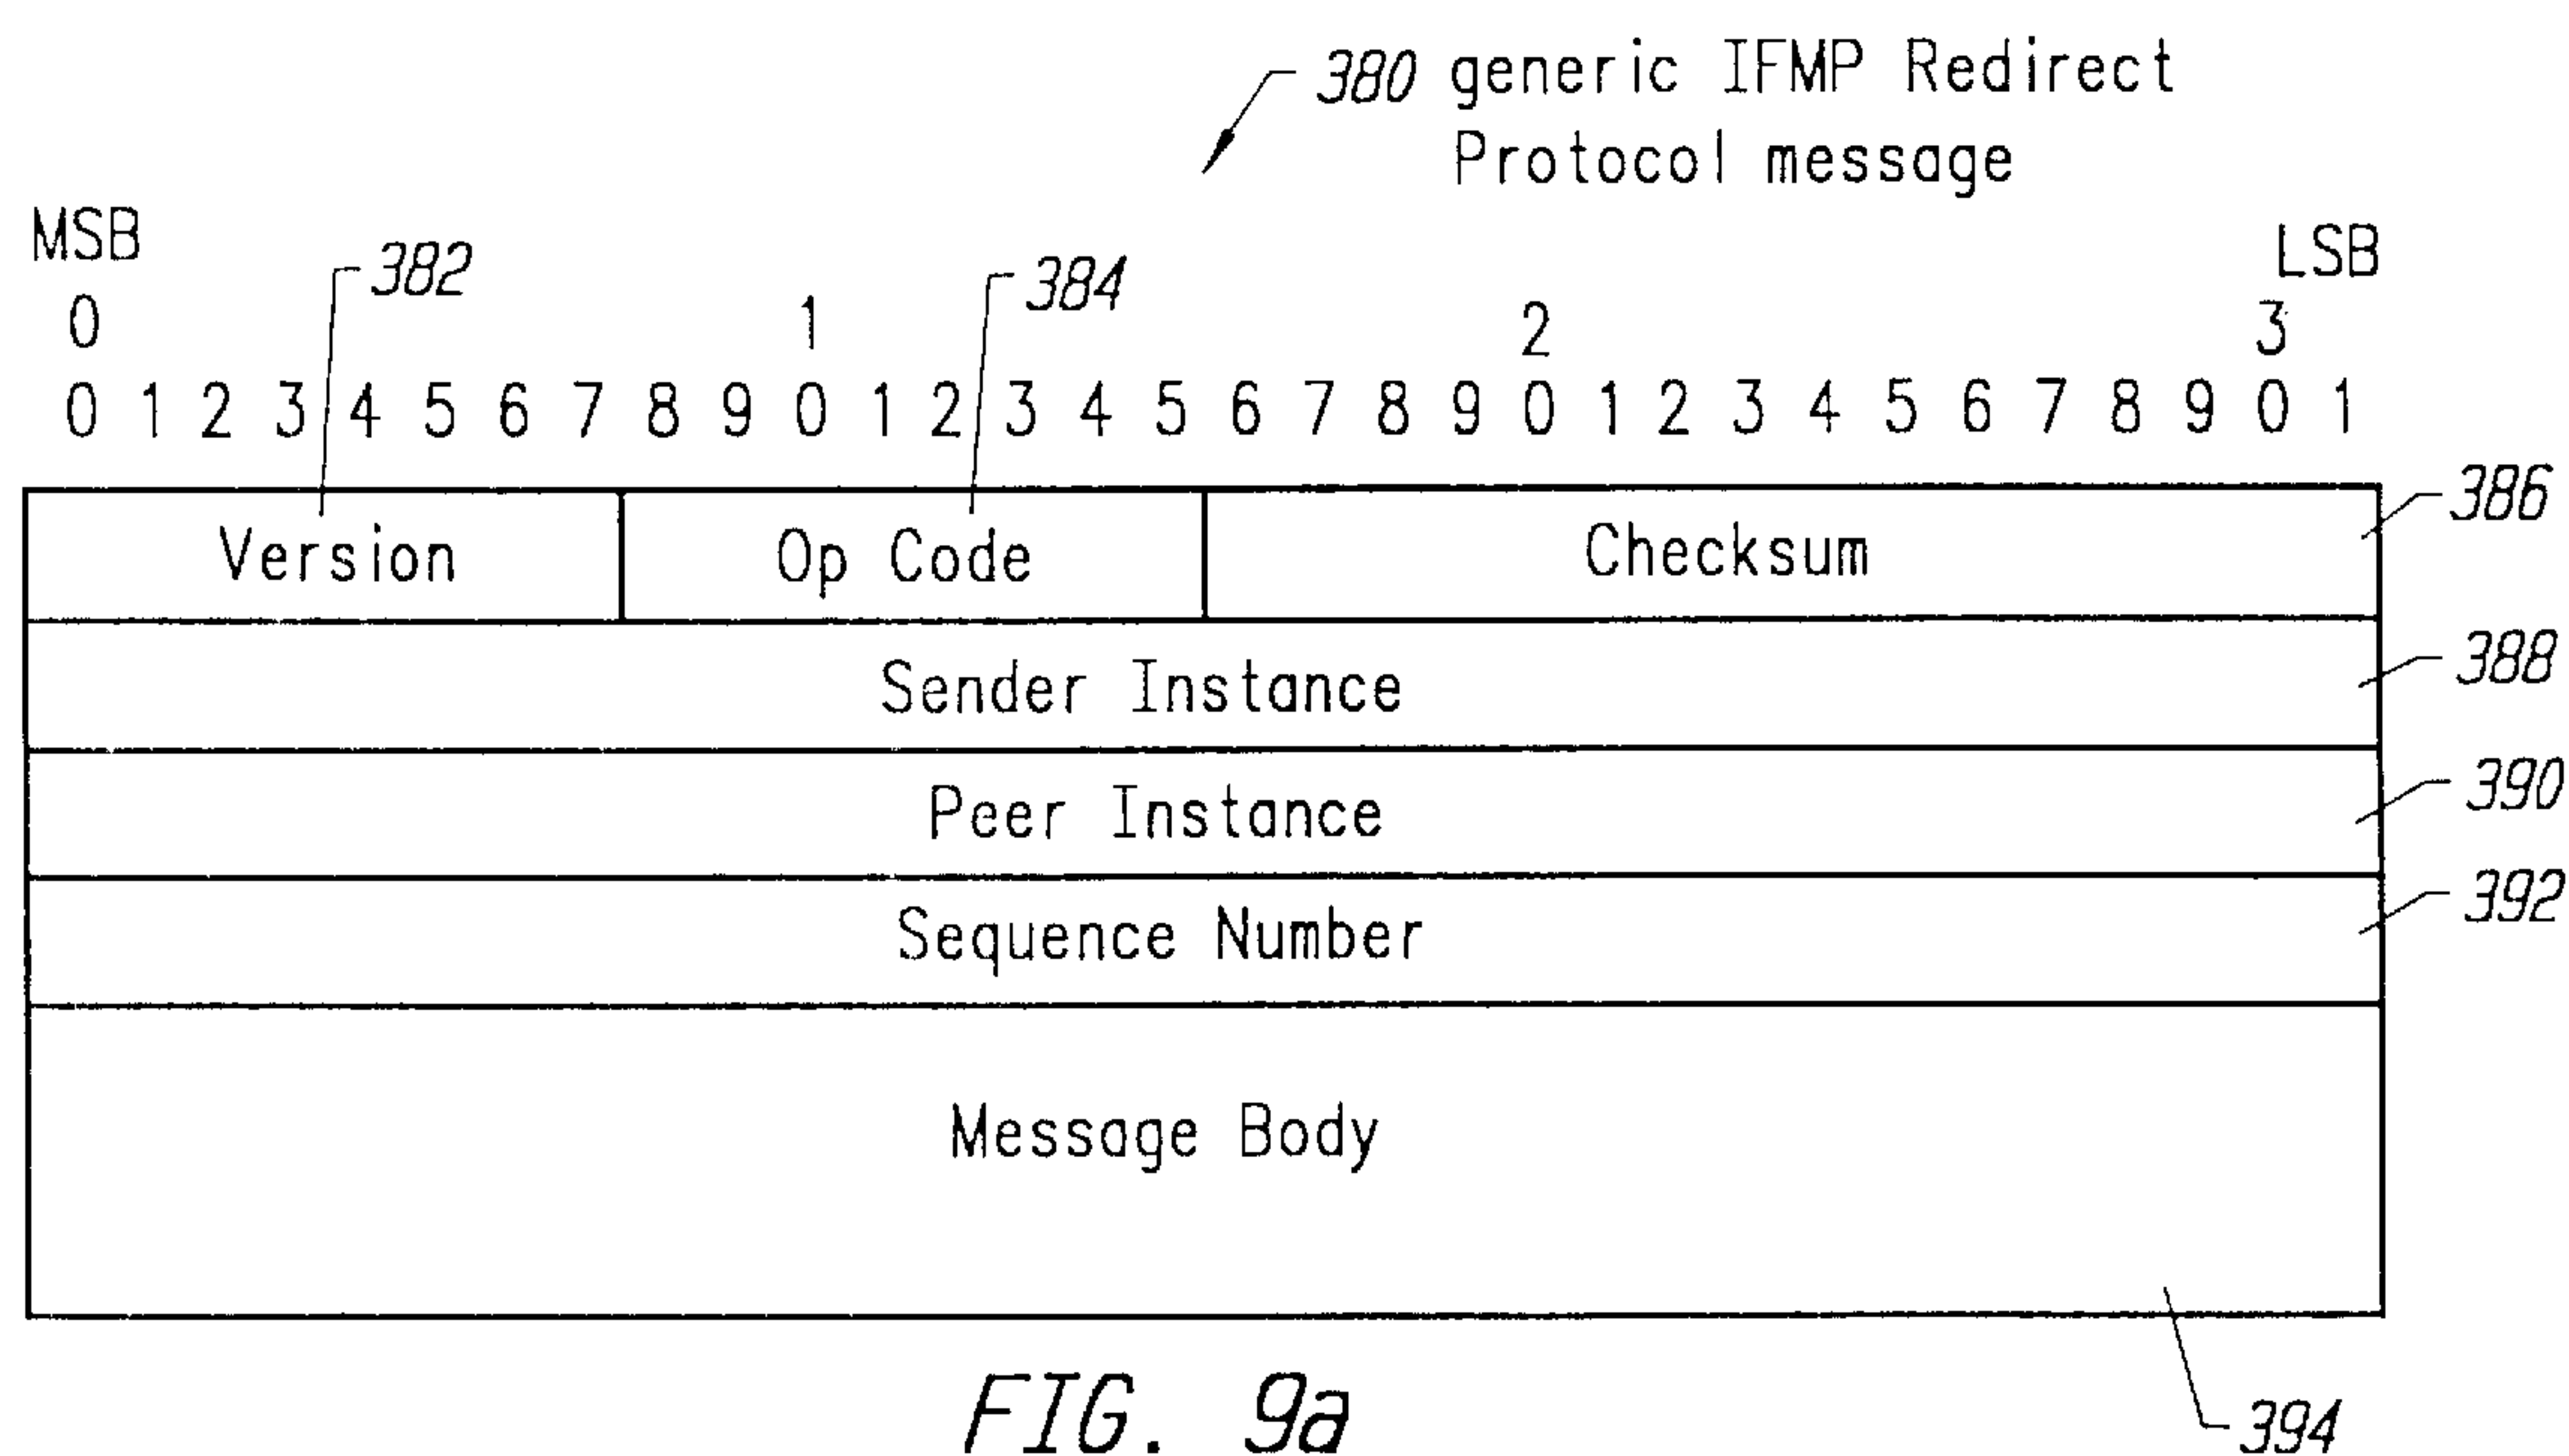 380 generic IFMP Redirect
Protocol message
MSB
LSB
382
384
0 1 2 3
0 1 2 3 4 5 6 7 8 9 0 1 2 3 4 5 6 7 8 9 0 1 2 3 4 5 6 7 8 9 0 1
Version Op Code Checksum
386
Sender Instance
388
Peer Instance
390
Sequence Number
392
Message Body
394
FIG. 9a